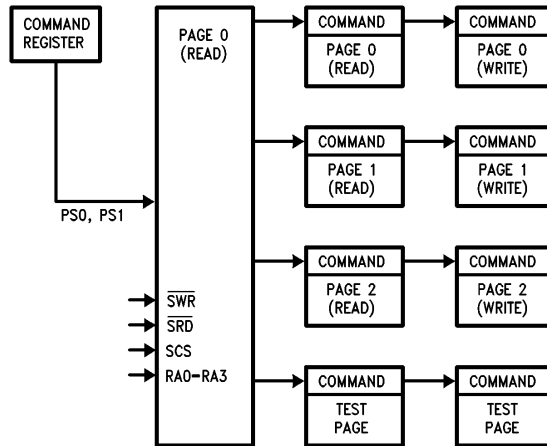 COMMAND
REGISTER
PS0, PS1
PAGE 0
(READ)
SWR
SRD
SCS
RA0-RA3
COMMAND
PAGE 0
(READ)
COMMAND
PAGE 0
(WRITE)
COMMAND
PAGE 1
(READ)
COMMAND
PAGE 1
(WRITE)
COMMAND
PAGE 2
(READ)
COMMAND
PAGE 2
(WRITE)
COMMAND
TEST
PAGE
COMMAND
TEST
PAGE